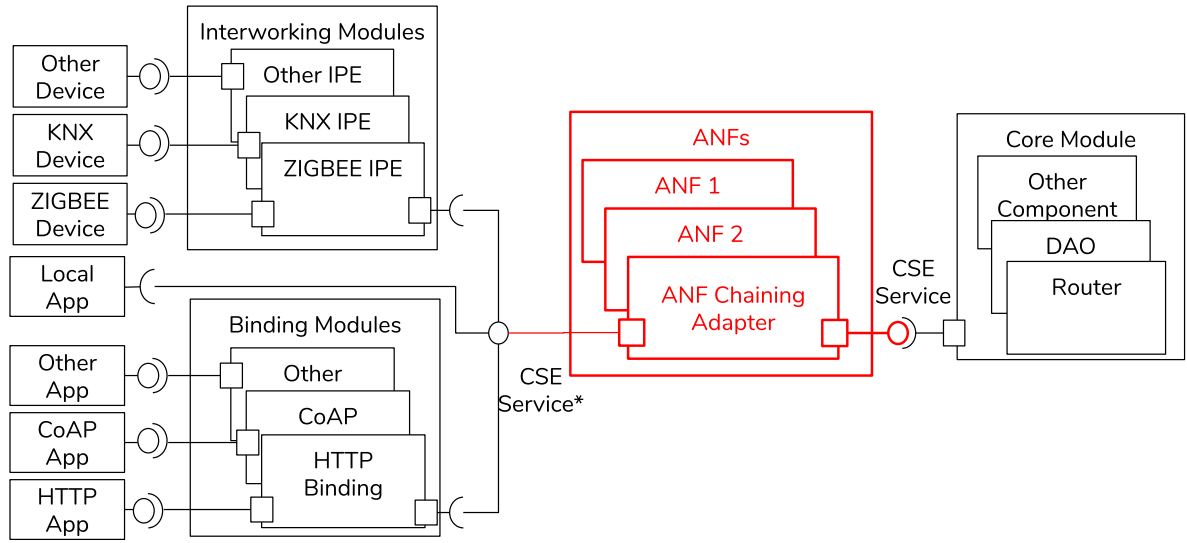 Interworking Modules
Other
Device
KNX
Device
ZIGBEE
Device
Other IPE
KNX IPE
ZIGBEE IPE
Local
App
Binding Modules
Other
App
CoAP
App
HTTP
App
Other
CoAP
HTTP
Binding
CSE
Service*
ANFs
ANF 1
ANF 2
ANF Chaining
Adapter
CSE
Service
Core Module
Other
Component
DAO
Router